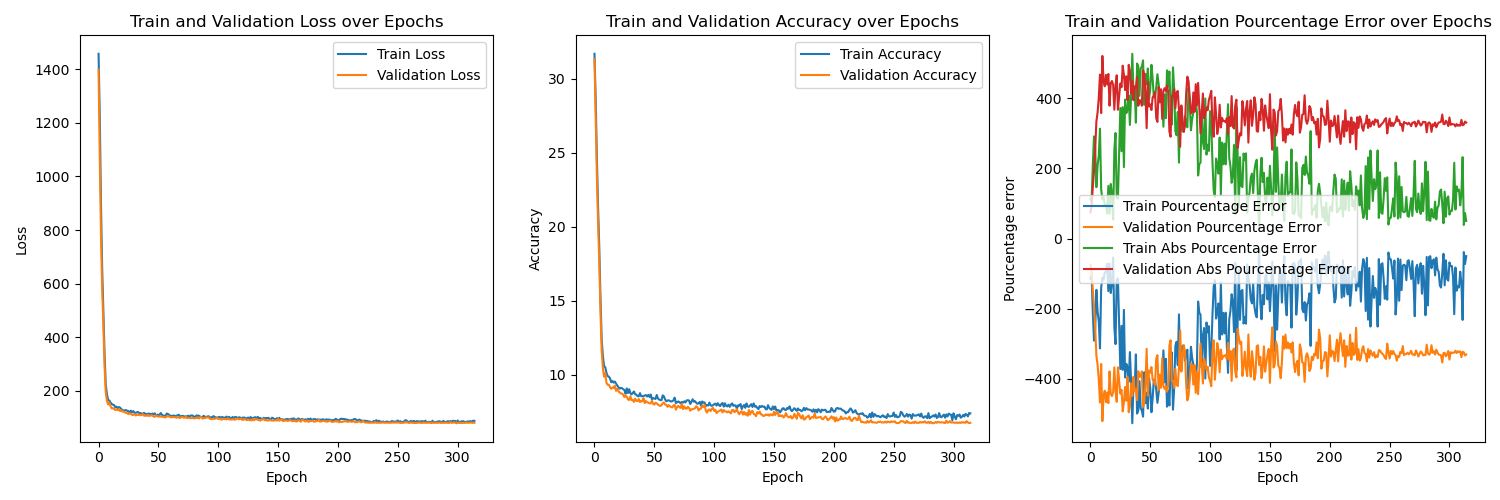 Train and Validation Loss over Epochs
Train Loss
Validation Loss
Loss
1400
1200
1000
800
600
400
200
0
50
100
150
200
250
300
Epoch
Train and Validation Accuracy over Epochs
Train Accuracy
Validation Accuracy
Accuracy
30
25
20
15
10
0
50
100
150
200
250
300
Epoch
Train and Validation Pourcentage Error over Epochs
Pourcentage error
400
200
0
−200
−400
Train Pourcentage Error
Validation Pourcentage Error
Train Abs Pourcentage Error
Validation Abs Pourcentage Error
0
50
100
150
200
250
300
Epoch